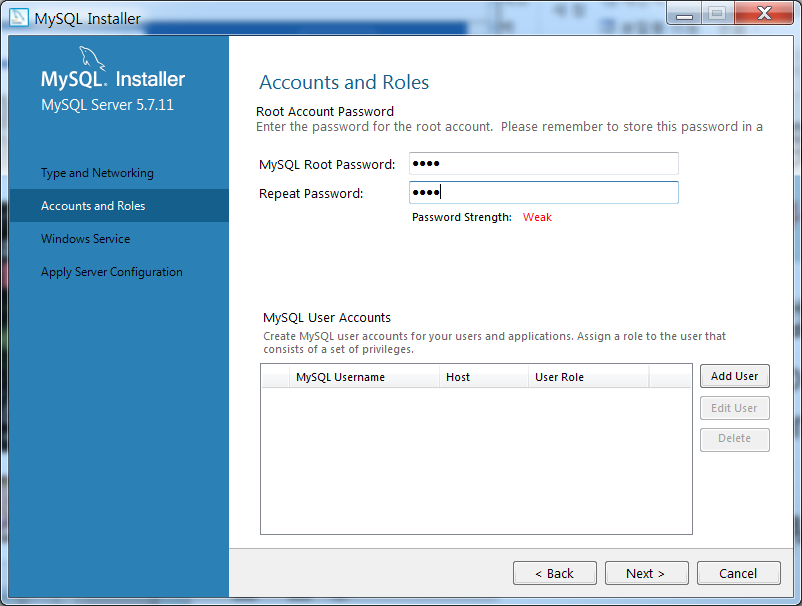 MySQL Installer
MySQL. Installer
MySQL Server 5.7.11
Type and Networking
Accounts and Roles
Windows Service
Apply Server Configuration
Accounts and Roles
Root Account Password
Enter the password for the root account. Please remember to store this password in a
MySQL Root Password: ●●●●
Repeat Password: ●●●●
Password Strength: Weak
MySQL User Accounts
Create MySQL user accounts for your users and applications. Assign a role to the user that
consists of a set of privileges.
MySQL Username Host User Role
Add User
Edit User
Delete
< Back Next > Cancel